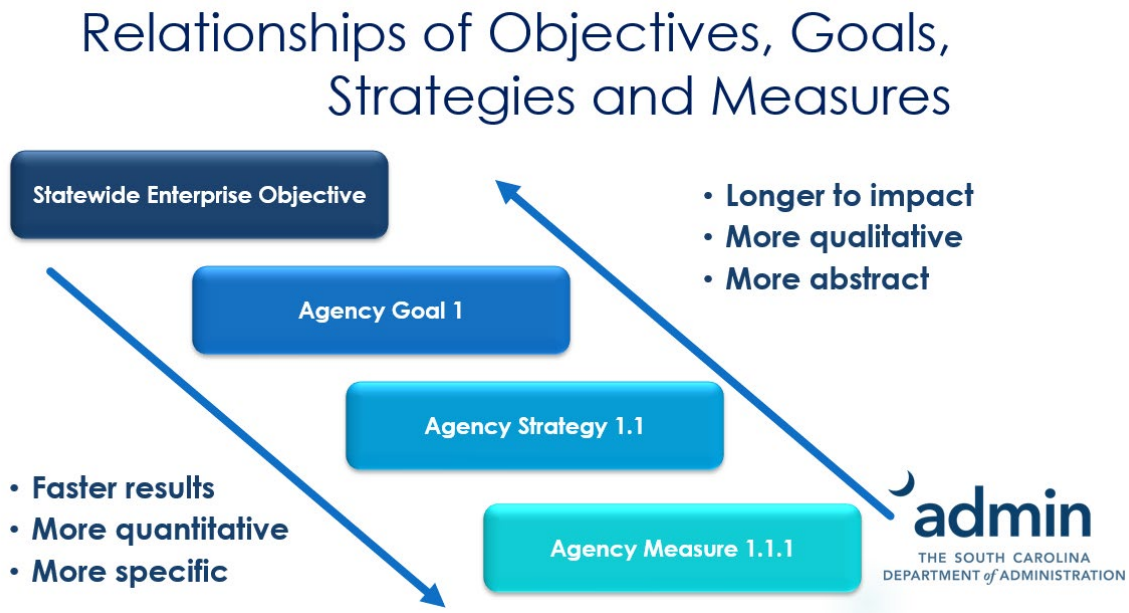 Relationships of Objectives, Goals,
Strategies and Measures
Statewide Enterprise Objective
• Longer to impact
• More qualitative
• More abstract
Agency Goal 1
Agency Strategy 1.1
• Faster results
• More quantitative
• More specific
Agency Measure 1.1.1
admin
THE SOUTH CAROLINA
DEPARTMENT of ADMINISTRATION